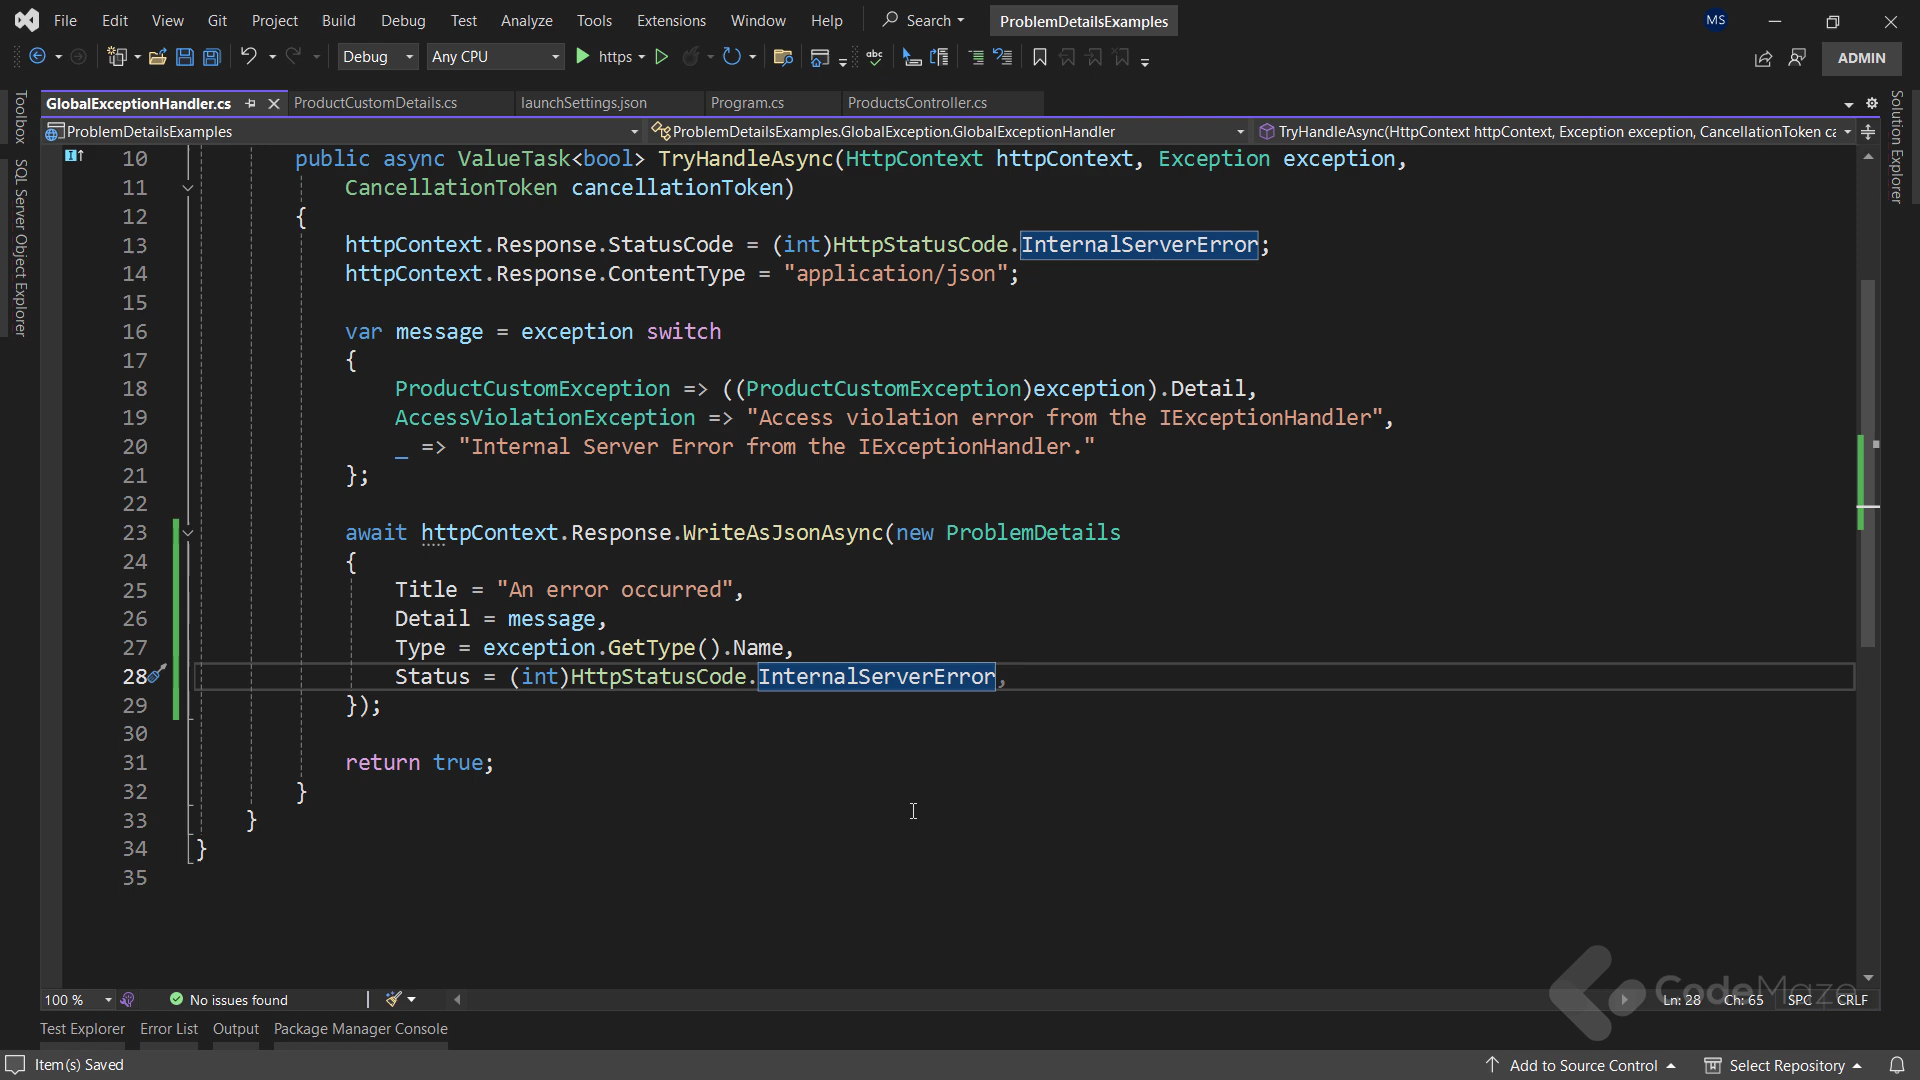 File Edit View Git Project Build Debug Test Analyze Tools Extensions Window Help Search ProblemDetailsExamples MS
Debug Any CPU https abc ADMIN
GlobalExceptionHandler.cs ProductCustomDetails.cs launchSettings.json Program.cs ProductsController.cs
ProblemDetailsExamples ProblemDetailsExamples.GlobalException.GlobalExceptionHandler TryHandleAsync(HttpContext httpContext, Exception exception, CancellationToken ca
Toolbox
SQL Server Object Explorer
Solution Explorer
10 public async ValueTask<bool> TryHandleAsync(HttpContext httpContext, Exception exception,
11 CancellationToken cancellationToken)
12 {
13 httpContext.Response.StatusCode = (int)HttpStatusCode.InternalServerError;
14 httpContext.Response.ContentType = "application/json";
15
16 var message = exception switch
17 {
18 ProductCustomException => ((ProductCustomException)exception).Detail,
19 AccessViolationException => "Access violation error from the IExceptionHandler",
20 _ => "Internal Server Error from the IExceptionHandler."
21 };
22
23 await httpContext.Response.WriteAsJsonAsync(new ProblemDetails
24 {
25 Title = "An error occurred",
26 Detail = message,
27 Type = exception.GetType().Name,
28 Status = (int)HttpStatusCode.InternalServerError,
29 });
30
31 return true;
32 }
33 }
34 }
35
CodeMaze
100 % No issues found Ln: 28 Ch: 65 SPC CRLF
Test Explorer Error List Output Package Manager Console
Item(s) Saved Add to Source Control Select Repository